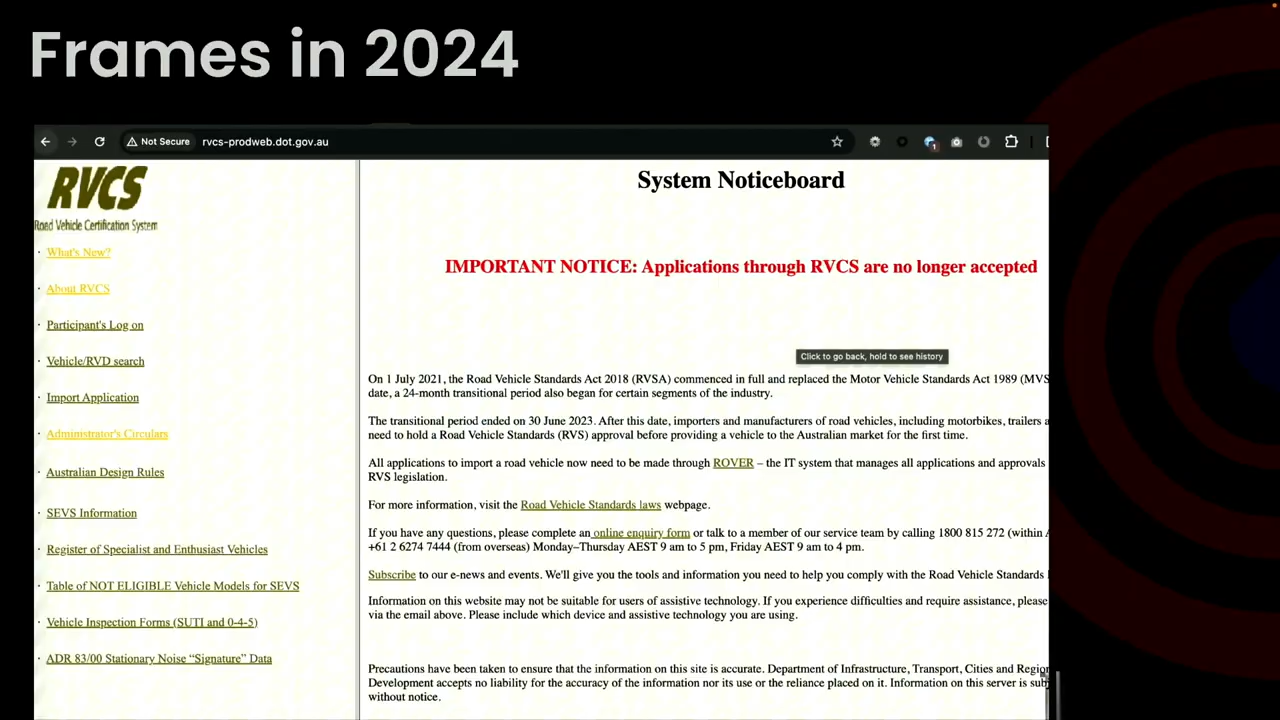 Frames in 2024
Not Secure
rvcs-prodweb.dot.gov.au
RVCS
Road Vehicle Certification System
· What's New?
· About RVCS
· Participant's Log on
· Vehicle/RVD search
· Import Application
· Administrator's Circulars
· Australian Design Rules
· SEVS Information
· Register of Specialist and Enthusiast Vehicles
· Table of NOT ELIGIBLE Vehicle Models for SEVS
· Vehicle Inspection Forms (SUTI and 0-4-5)
· ADR 83/00 Stationary Noise “Signature” Data
System Noticeboard
IMPORTANT NOTICE: Applications through RVCS are no longer accepted
Click to go back, hold to see history
On 1 July 2021, the Road Vehicle Standards Act 2018 (RVSA) commenced in full and replaced the Motor Vehicle Standards Act 1989 (MVS
date, a 24-month transitional period also began for certain segments of the industry.
The transitional period ended on 30 June 2023. After this date, importers and manufacturers of road vehicles, including motorbikes, trailers a
need to hold a Road Vehicle Standards (RVS) approval before providing a vehicle to the Australian market for the first time.
All applications to import a road vehicle now need to be made through ROVER – the IT system that manages all applications and approvals
RVS legislation.
For more information, visit the Road Vehicle Standards laws webpage.
If you have any questions, please complete an online enquiry form or talk to a member of our service team by calling 1800 815 272 (within A
+61 2 6274 7444 (from overseas) Monday–Thursday AEST 9 am to 5 pm, Friday AEST 9 am to 4 pm.
Subscribe to our e-news and events. We'll give you the tools and information you need to help you comply with the Road Vehicle Standards
Information on this website may not be suitable for users of assistive technology. If you experience difficulties and require assistance, please
via the email above. Please include which device and assistive technology you are using.
Precautions have been taken to ensure that the information on this site is accurate. Department of Infrastructure, Transport, Cities and Region
Development accepts no liability for the accuracy of the information nor its use or the reliance placed on it. Information on this server is subj
without notice.